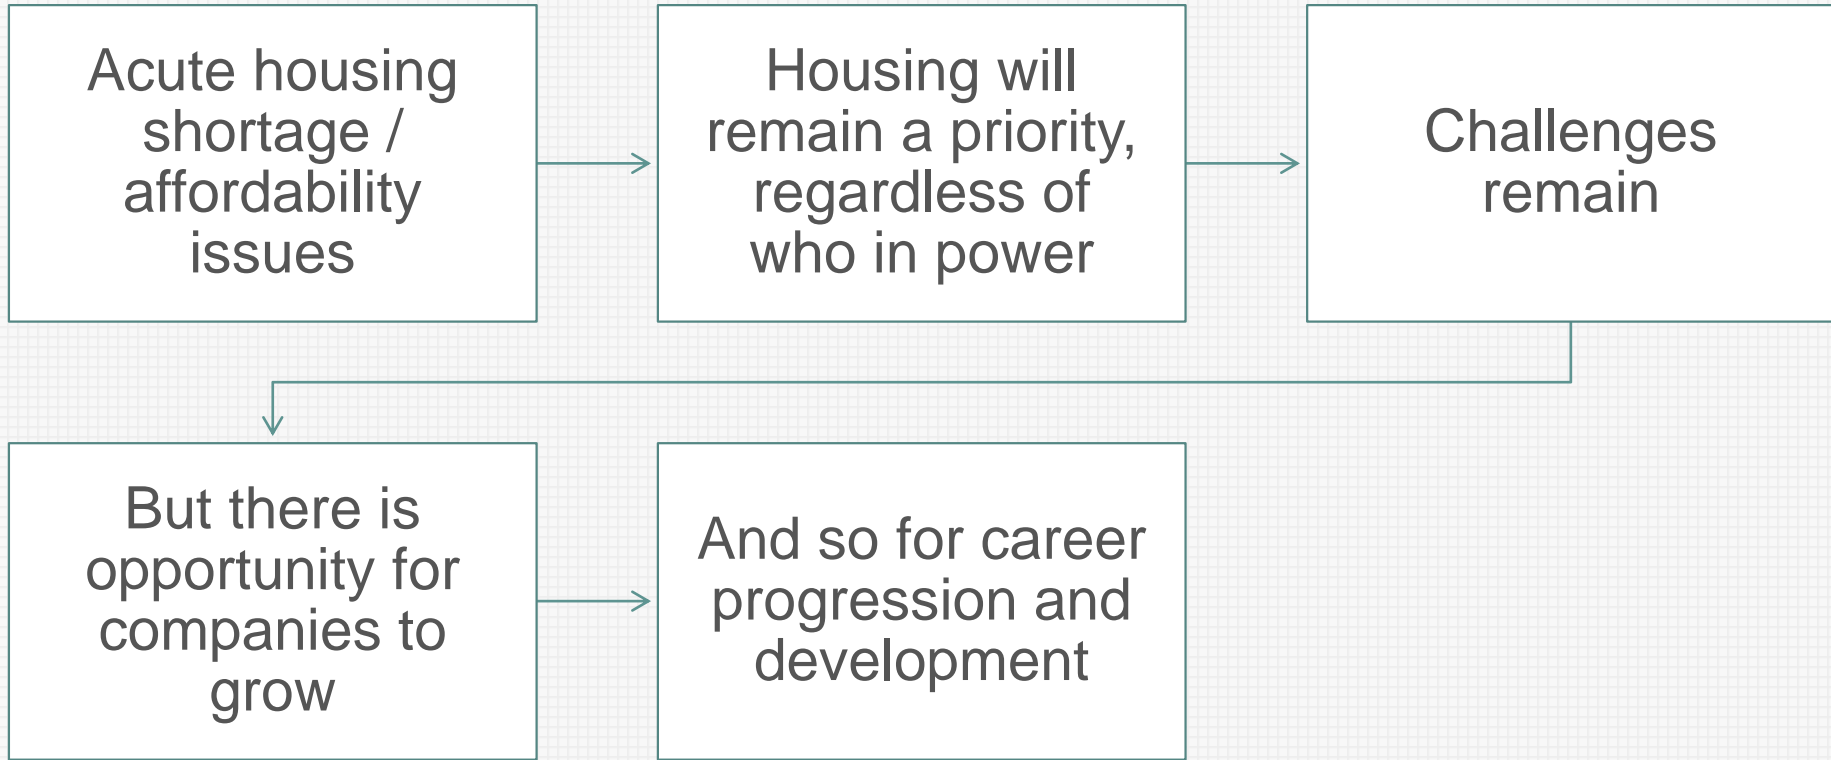 Acute housing
shortage /
affordability
issues
Housing will
remain a priority,
regardless of
who in power
Challenges
remain
But there is
opportunity for
companies to
grow
And so for career
progression and
development